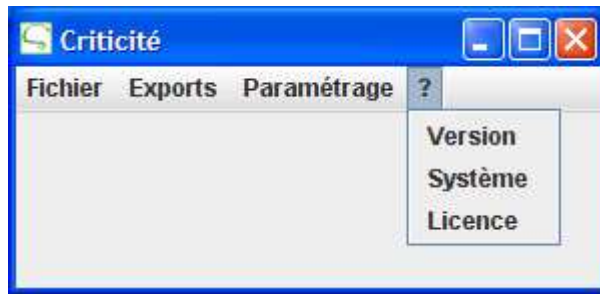 Criticité
Fichier Exports Paramétrage ?
Version
Système
Licence